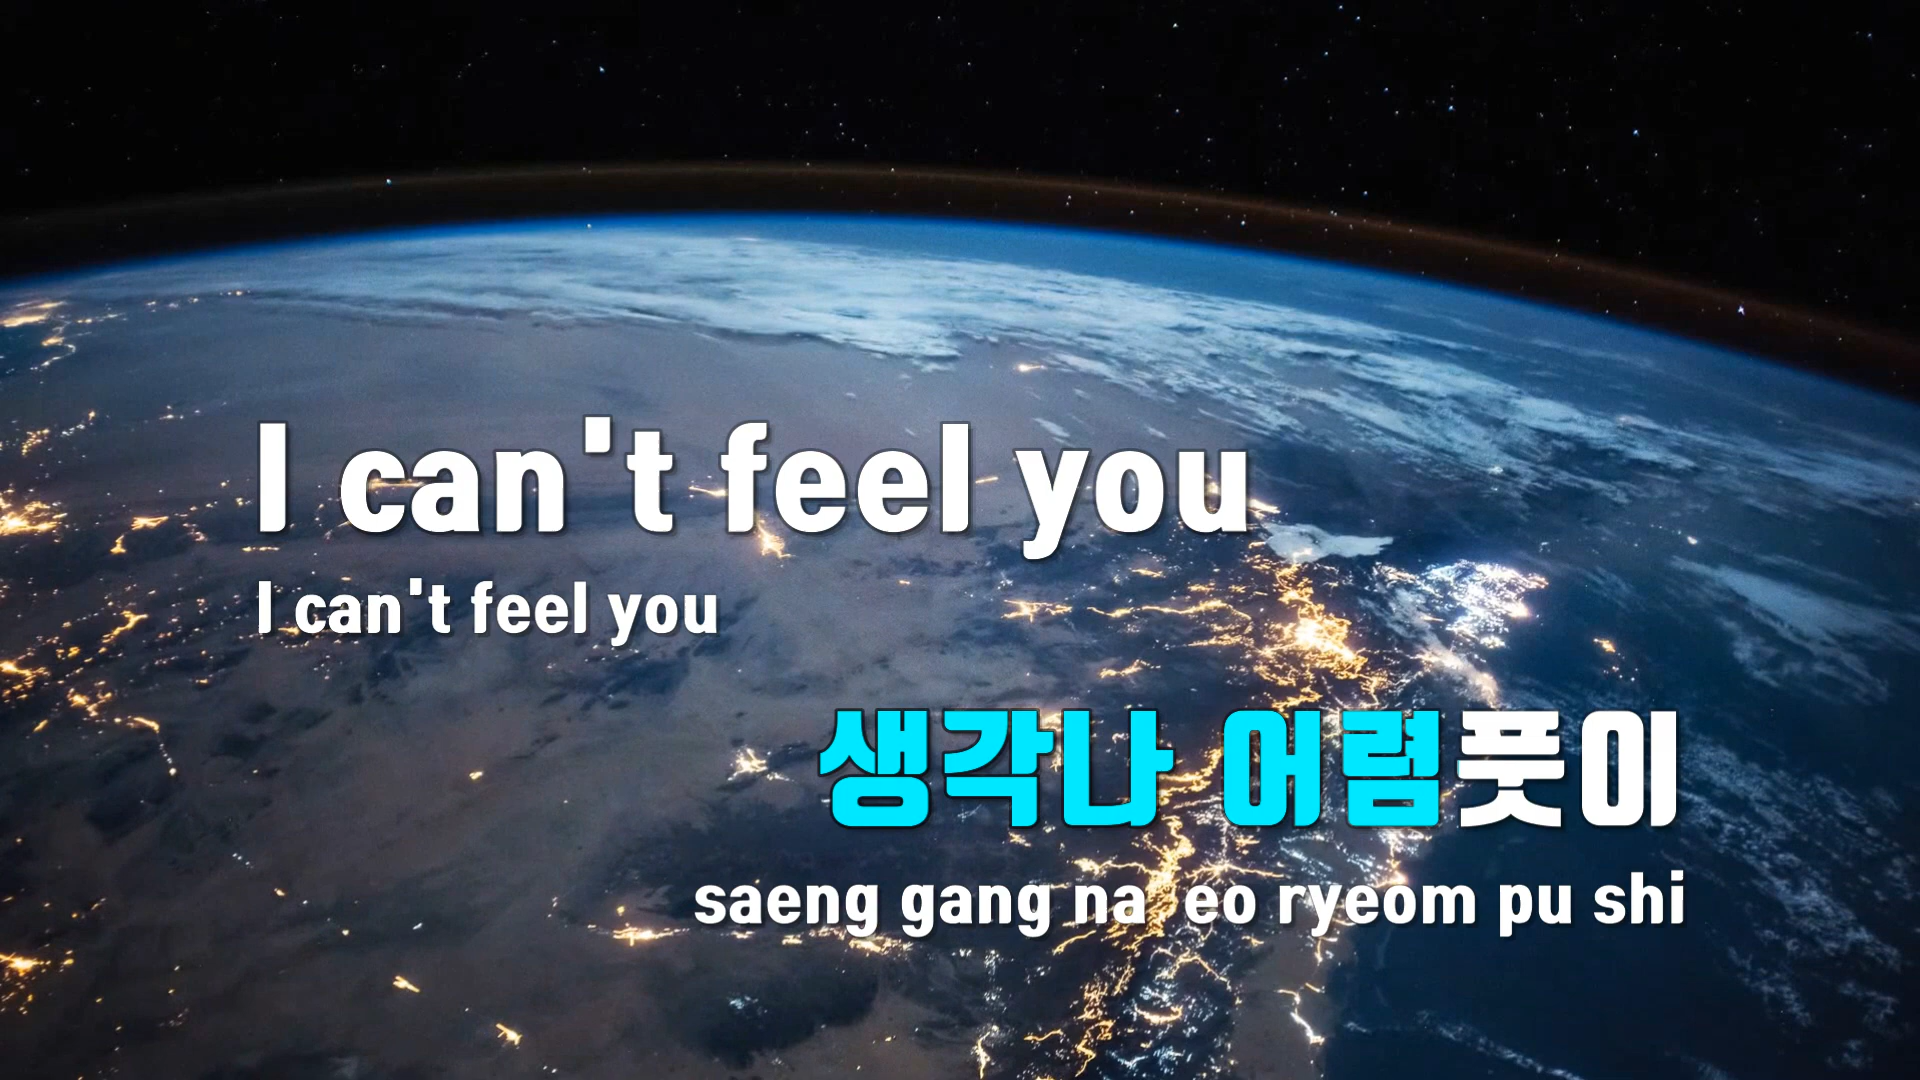 I can't feel you
I can't feel you
생각나 어렴풋이
saeng gang na eo ryeom pu shi